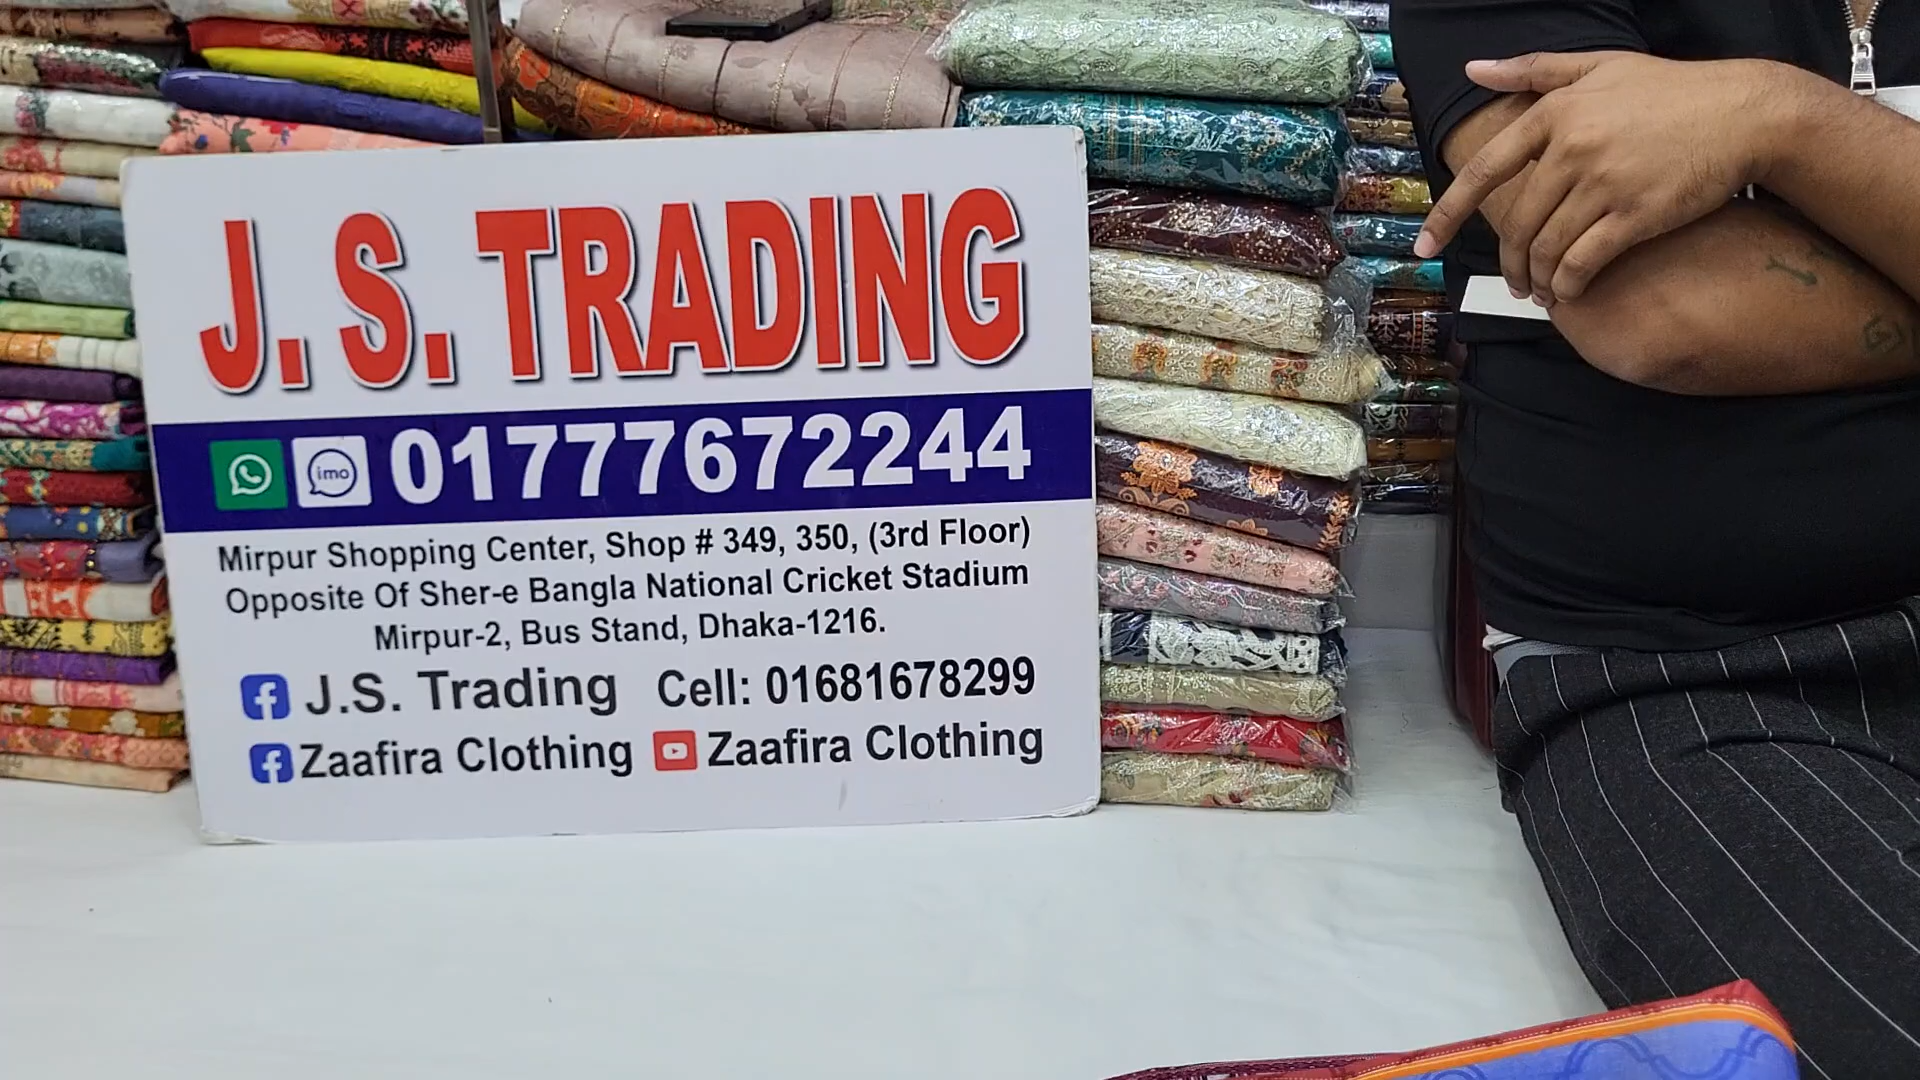 J. S. TRADING
imo 01777672244
Mirpur Shopping Center, Shop # 349, 350, (3rd Floor)
Opposite Of Sher-e Bangla National Cricket Stadium
Mirpur-2, Bus Stand, Dhaka-1216.
J.S. Trading Cell: 01681678299
Zaafira Clothing Zaafira Clothing